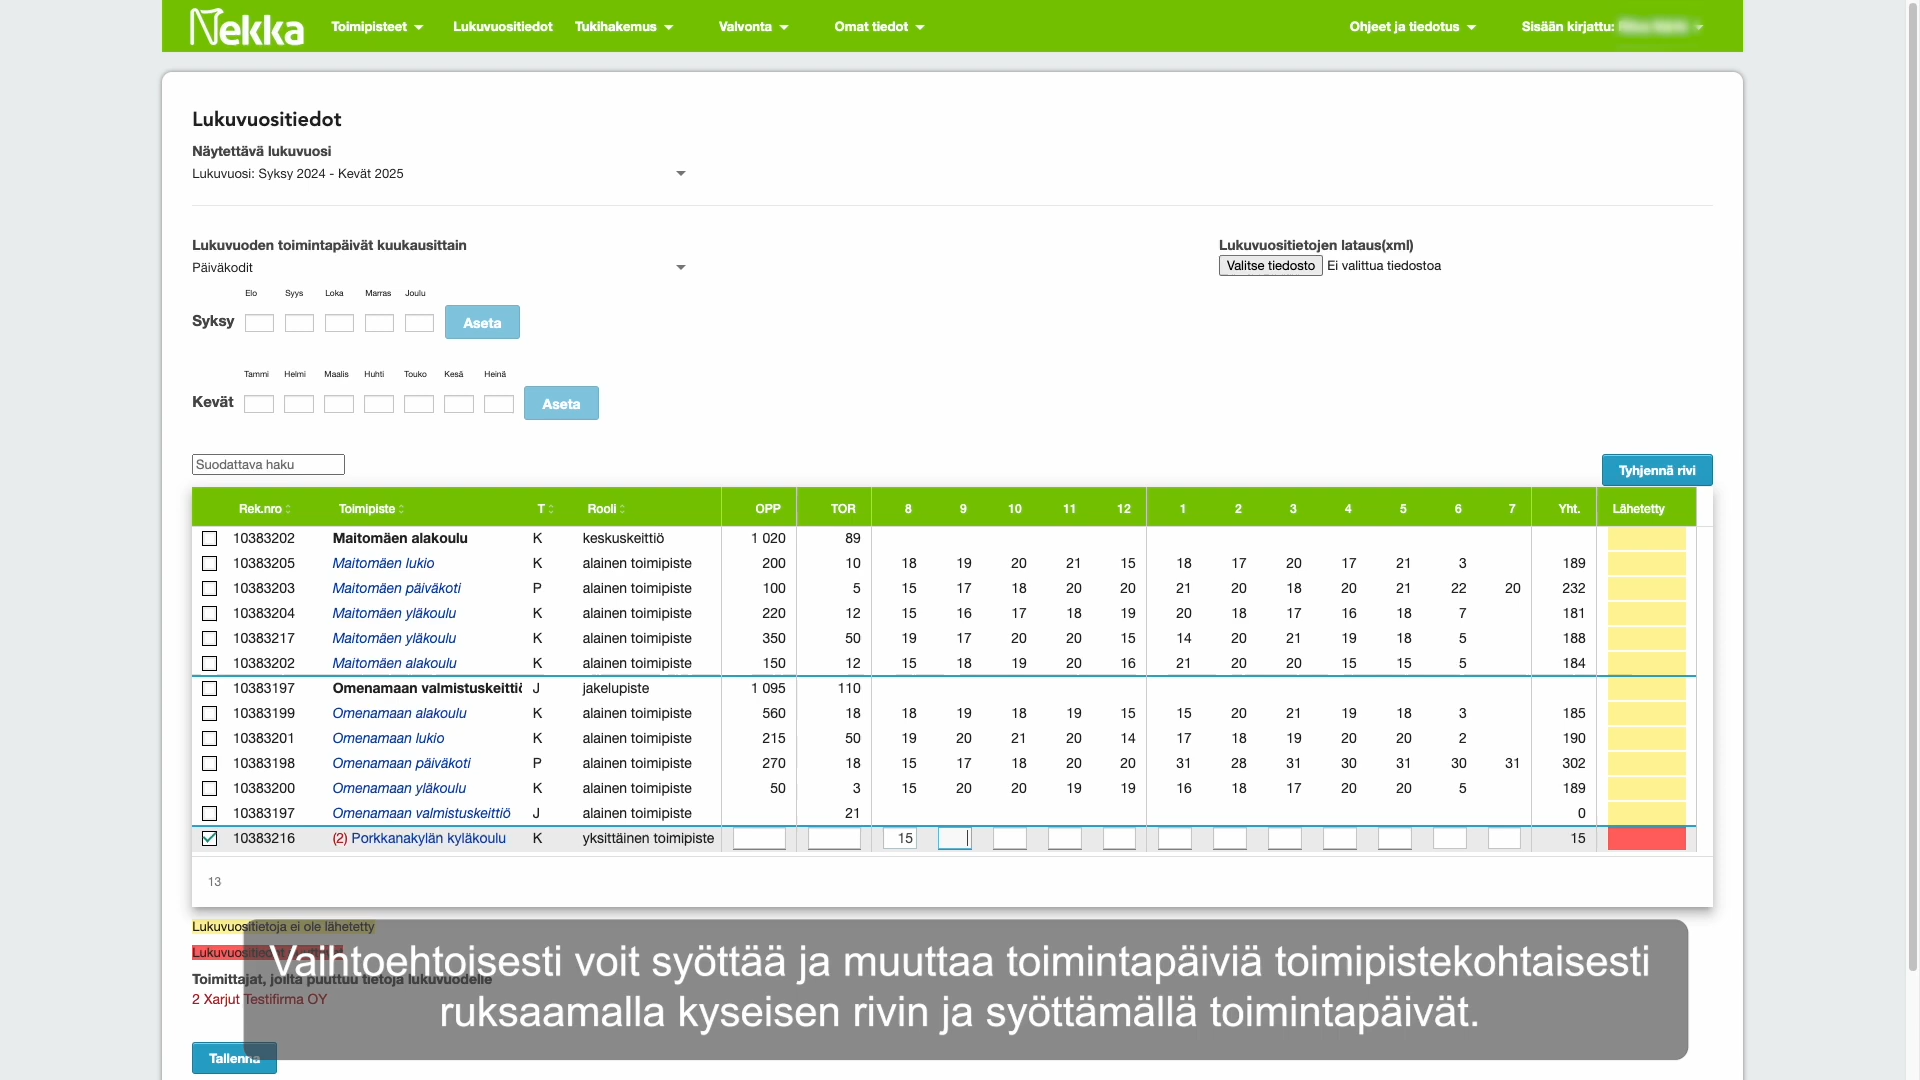 Nekka
Toimipisteet Lukuvuositiedot Tukihakemus Valvonta Omat tiedot Ohjeet ja tiedotus Sisään kirjattu:
Lukuvuositiedot
Näytettävä lukuvuosi
Lukuvuosi: Syksy 2024 - Kevät 2025
Lukuvuoden toimintapäivät kuukausittain
Päiväkodit
Lukuvuositietojen lataus(xml)
Valitse tiedosto Ei valittua tiedostoa
Elo Syys Loka Marras Joulu
Syksy Aseta
Tammi Helmi Maalis Huhti Touko Kesä Heinä
Kevät Aseta
Suodattava haku
Tyhjennä rivi
Rek.nro Toimipiste T Rooli OPP TOR 8 9 10 11 12 1 2 3 4 5 6 7 Yht. Lähetetty
10383202 Maitomäen alakoulu K keskuskeittiö 1 020 89
10383205 Maitomäen lukio K alainen toimipiste 200 10 18 19 20 21 15 18 17 20 17 21 3 189
10383203 Maitomäen päiväkoti P alainen toimipiste 100 5 15 17 18 20 20 21 20 18 20 21 22 20 232
10383204 Maitomäen yläkoulu K alainen toimipiste 220 12 15 16 17 18 19 20 18 17 16 18 7 181
10383217 Maitomäen yläkoulu K alainen toimipiste 350 50 19 17 20 20 15 14 20 21 19 18 5 188
10383202 Maitomäen alakoulu K alainen toimipiste 150 12 15 18 19 20 16 21 20 20 15 15 5 184
10383197 Omenamaan valmistuskeittiö J jakelupiste 1 095 110
10383199 Omenamaan alakoulu K alainen toimipiste 560 18 18 19 18 19 15 15 20 21 19 18 3 185
10383201 Omenamaan lukio K alainen toimipiste 215 50 19 20 21 20 14 17 18 19 20 20 2 190
10383198 Omenamaan päiväkoti P alainen toimipiste 270 18 15 17 18 20 20 31 28 31 30 31 30 31 302
10383200 Omenamaan yläkoulu K alainen toimipiste 50 3 15 20 20 19 19 16 18 17 20 20 5 189
10383197 Omenamaan valmistuskeittiö J alainen toimipiste 21 0
10383216 (2) Porkkanakylän kyläkoulu K yksittäinen toimipiste 15 15
13
Lukuvuositietoja ei ole lähetetty
Toimittajat, joilta puuttuu tietoja lukuvuodelle
2 Xarjut Testifirma OY
Vaihtoehtoisesti voit syöttää ja muuttaa toimintapäiviä toimipistekohtaisesti
ruksaamalla kyseisen rivin ja syöttämällä toimintapäivät.
Tallenna